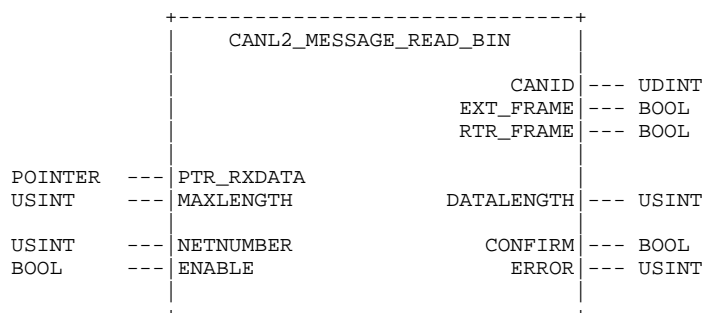 CANL2_MESSAGE_READ_BIN
CANID --- UDINT
EXT_FRAME --- BOOL
RTR_FRAME --- BOOL
POINTER --- PTR_RXDATA
USINT --- MAXLENGTH DATALENGTH --- USINT
USINT --- NETNUMBER CONFIRM --- BOOL
BOOL --- ENABLE ERROR --- USINT